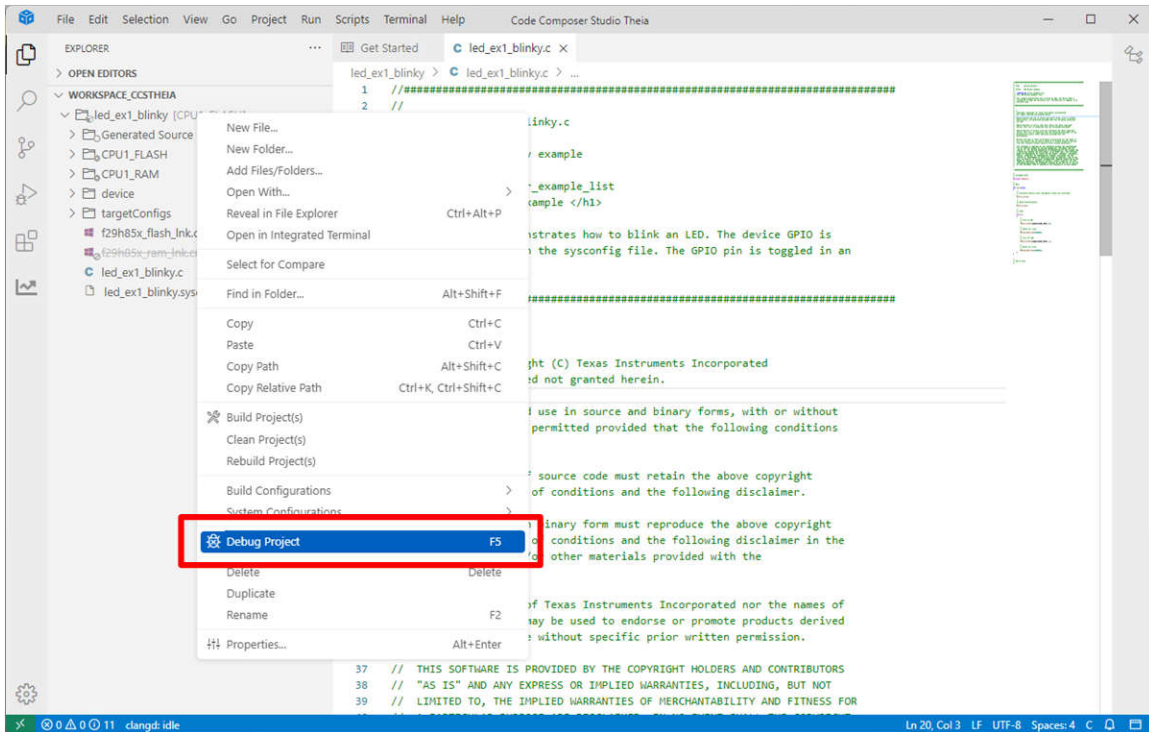 File Edit Selection View Go Project Run Scripts Terminal Help Code Composer Studio Theia
EXPLORER
OPEN EDITORS
WORKSPACE_CCSTHEIA
led_ex1_blinky
Generated Source
CPU1_FLASH
CPU1_RAM
device
targetConfigs
f29h85x_flash_lnk.c
f29h85x_ram_lnk.c
led_ex1_blinky.c
led_ex1_blinky.sys
New File...
New Folder...
Add Files/Folders...
Open With...
Reveal in File Explorer Ctrl+Alt+P
Open in Integrated Terminal
Select for Compare
Find in Folder... Alt+Shift+F
Copy Ctrl+C
Paste Ctrl+V
Copy Path Alt+Shift+C
Copy Relative Path Ctrl+K, Ctrl+Shift+C
Build Project(s)
Clean Project(s)
Rebuild Project(s)
Build Configurations
System Configurations
Debug Project F5
Delete Delete
Duplicate
Rename F2
Properties... Alt+Enter
Get Started C led_ex1_blinky.c
led_ex1_blinky > C led_ex1_blinky.c > ...
1 //#############################################################################
2 //
linky.c
example
r_example_list
xample </h1>
nstrates how to blink an LED. The device GPIO is
the sysconfig file. The GPIO pin is toggled in an
#############################################################################
ght (C) Texas Instruments Incorporated
ed not granted herein.
use in source and binary forms, with or without
permitted provided that the following conditions
source code must retain the above copyright
of conditions and the following disclaimer.
inary form must reproduce the above copyright
of conditions and the following disclaimer in the
/or other materials provided with the
of Texas Instruments Incorporated nor the names of
may be used to endorse or promote products derived
without specific prior written permission.
37 // THIS SOFTWARE IS PROVIDED BY THE COPYRIGHT HOLDERS AND CONTRIBUTORS
38 // "AS IS" AND ANY EXPRESS OR IMPLIED WARRANTIES, INCLUDING, BUT NOT
39 // LIMITED TO, THE IMPLIED WARRANTIES OF MERCHANTABILITY AND FITNESS FOR
0 0 11 clangd: idle Ln 20, Col 3 LF UTF-8 Spaces: 4 C